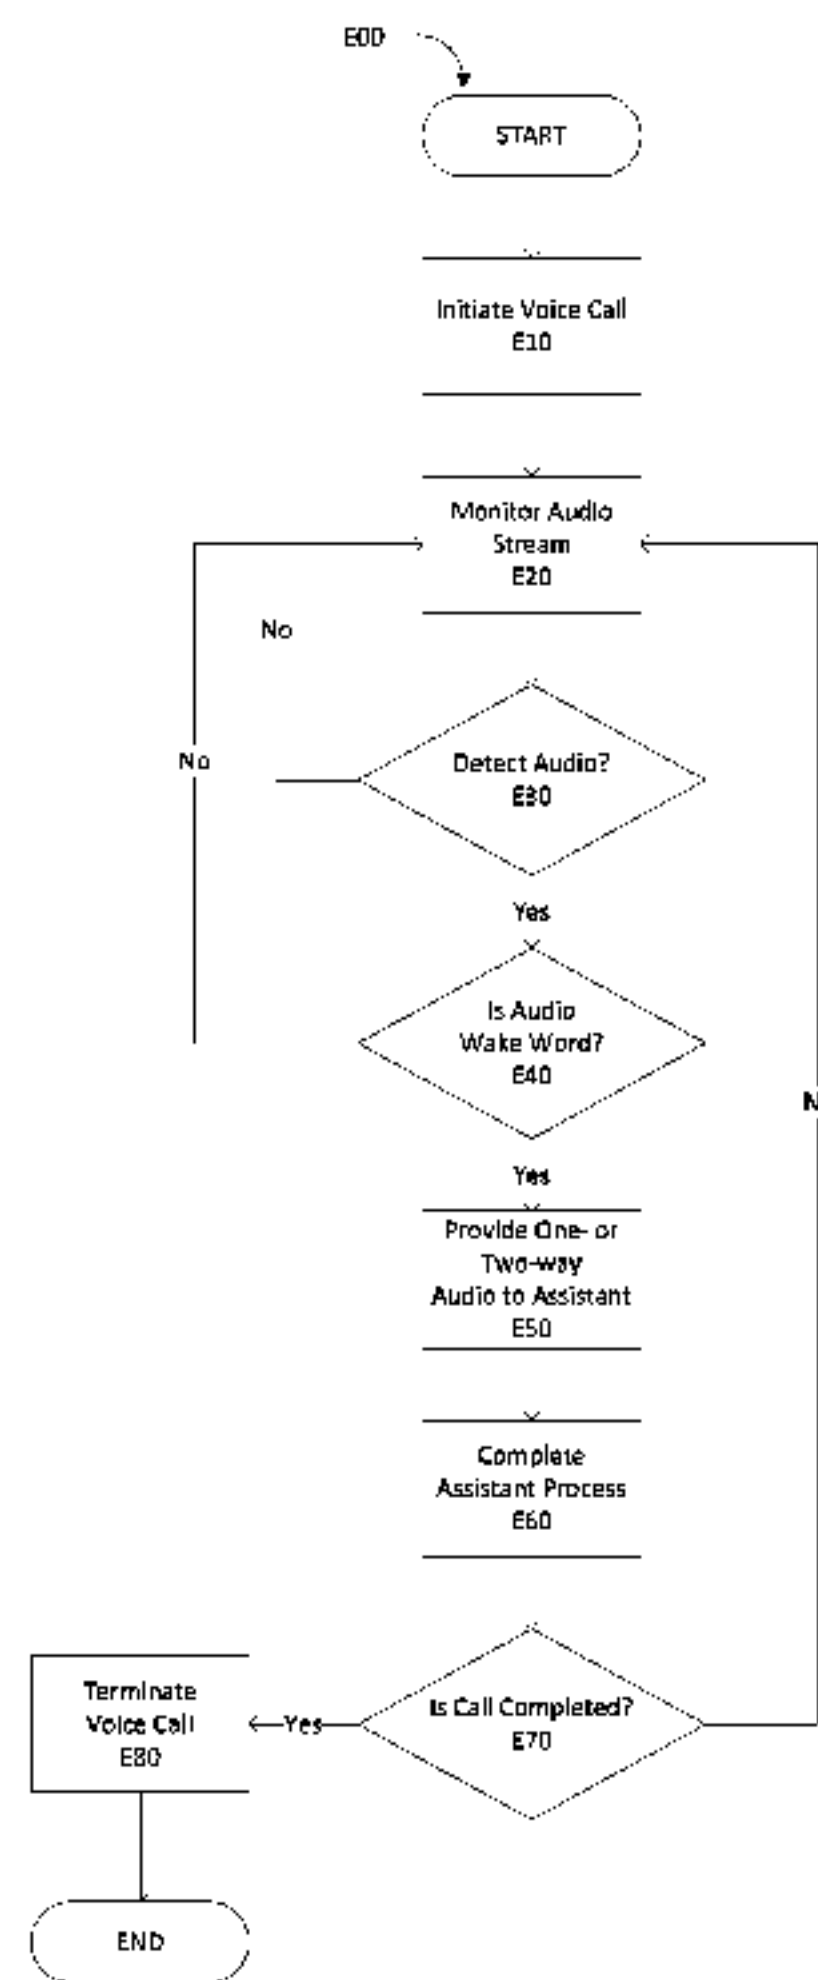 E00
START
Initiate Voice Call
E10
Monitor Audio
Stream
E20
No
No
Detect Audio?
E30
Yes
Is Audio
Wake Word?
E40
Yes
Provide One- or
Two-way
Audio to Assistant
E50
Complete
Assistant Process
E60
Is Call Completed?
E70
Yes
Terminate
Voice Call
E80
END